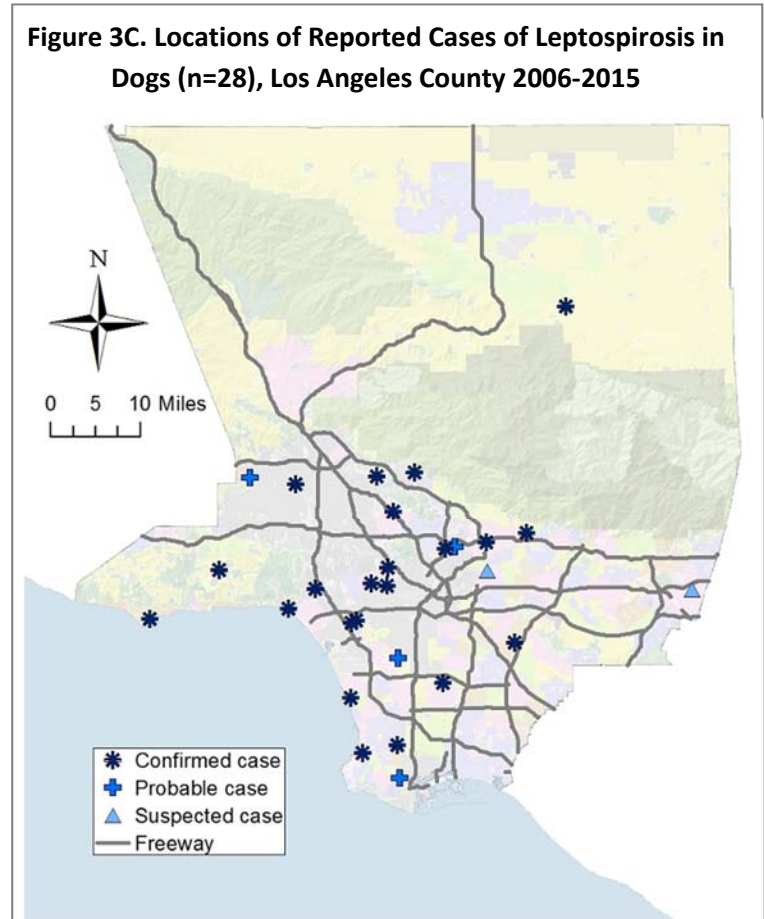 Figure 3C. Locations of Reported Cases of Leptospirosis in
Dogs (n=28), Los Angeles County 2006-2015
N
0 5 10 Miles
Confirmed case
Probable case
Suspected case
Freeway